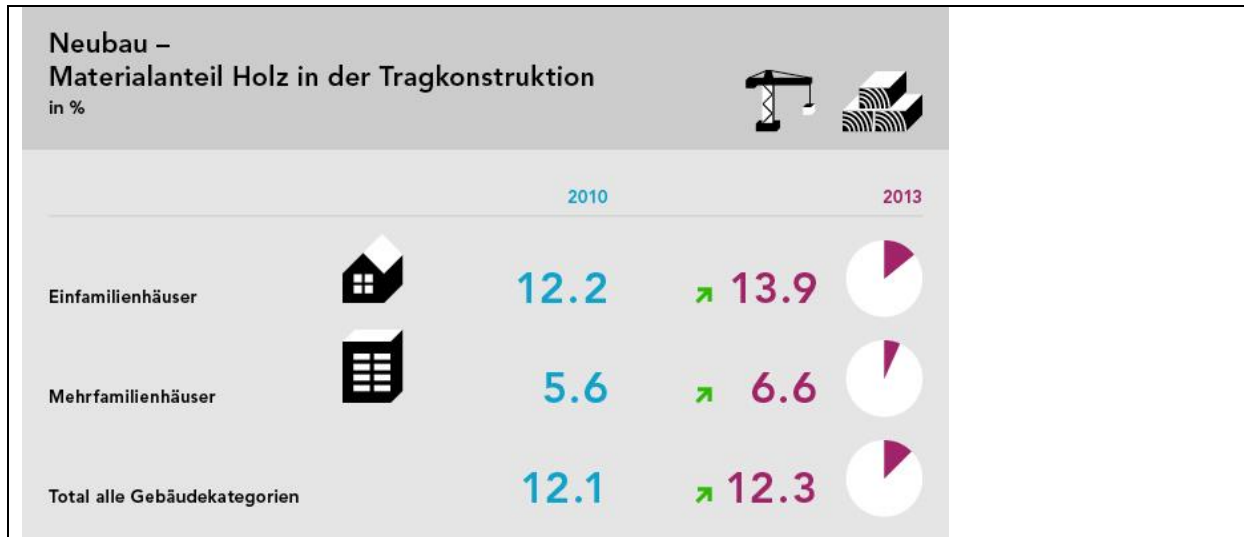 Neubau –
Materialanteil Holz in der Tragkonstruktion
in %
2010 2013
Einfamilienhäuser 12.2 13.9
Mehrfamilienhäuser 5.6 6.6
Total alle Gebäudekategorien 12.1 12.3